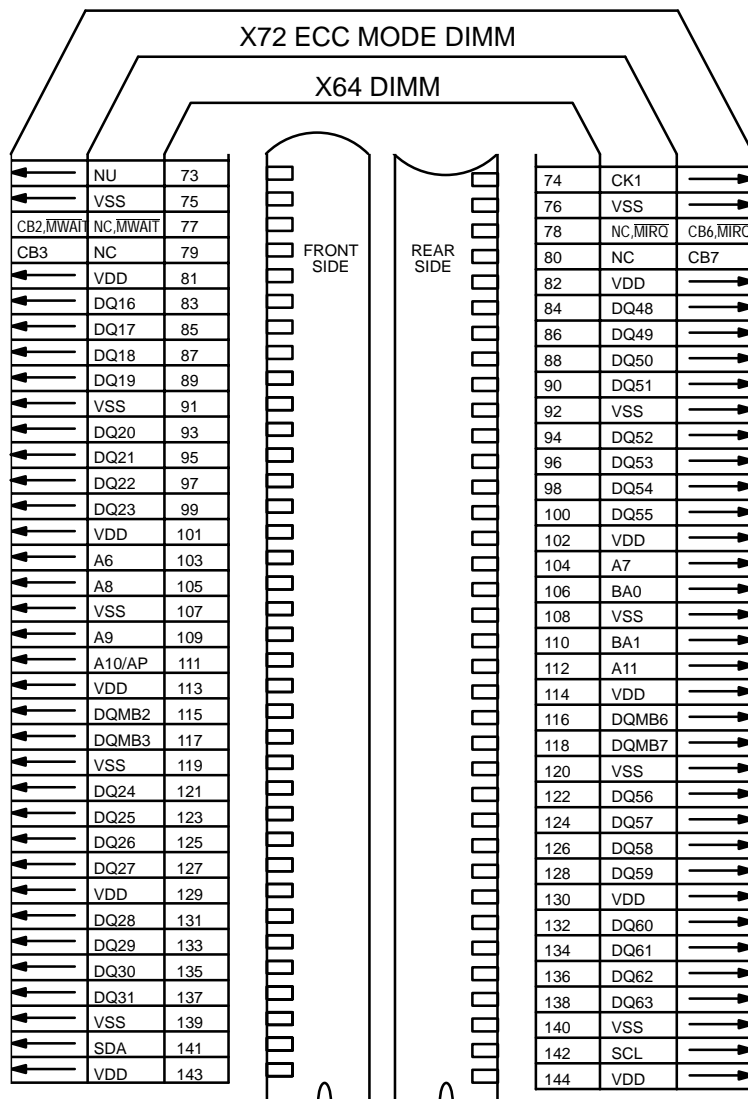 X72 ECC MODE DIMM
X64 DIMM
FRONT SIDE
REAR SIDE
NU 73 74 CK1
VSS 75 76 VSS
CB2,MWAIT NC,MWAIT 77 78 NC,MIRQ CB6,MIRQ
CB3 NC 79 80 NC CB7
VDD 81 82 VDD
DQ16 83 84 DQ48
DQ17 85 86 DQ49
DQ18 87 88 DQ50
DQ19 89 90 DQ51
VSS 91 92 VSS
DQ20 93 94 DQ52
DQ21 95 96 DQ53
DQ22 97 98 DQ54
DQ23 99 100 DQ55
VDD 101 102 VDD
A6 103 104 A7
A8 105 106 BA0
VSS 107 108 VSS
A9 109 110 BA1
A10/AP 111 112 A11
VDD 113 114 VDD
DQMB2 115 116 DQMB6
DQMB3 117 118 DQMB7
VSS 119 120 VSS
DQ24 121 122 DQ56
DQ25 123 124 DQ57
DQ26 125 126 DQ58
DQ27 127 128 DQ59
VDD 129 130 VDD
DQ28 131 132 DQ60
DQ29 133 134 DQ61
DQ30 135 136 DQ62
DQ31 137 138 DQ63
VSS 139 140 VSS
SDA 141 142 SCL
VDD 143 144 VDD